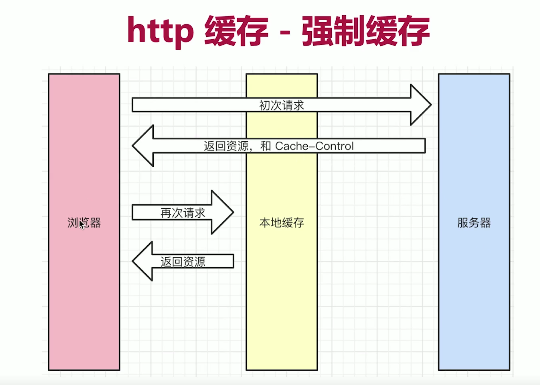 http 缓存 - 强制缓存
初次请求
返回资源，和 Cache-Control
浏览器
再次请求
本地缓存
服务器
返回资源